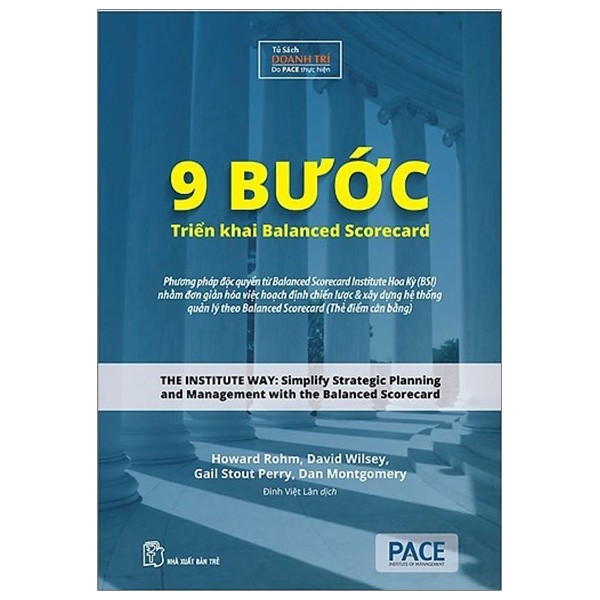 Tủ Sách
DOANH TRÍ
Do PACE thực hiện
9 BƯỚC
Triển khai Balanced Scorecard
Phương pháp độc quyền từ Balanced Scorecard Institute Hoa Kỳ (BSI)
nhằm đơn giản hóa việc hoạch định chiến lược & xây dựng hệ thống
quản lý theo Balanced Scorecard (Thẻ điểm cân bằng)
THE INSTITUTE WAY: Simplify Strategic Planning
and Management with the Balanced Scorecard
Howard Rohm, David Wilsey,
Gail Stout Perry, Dan Montgomery
Đinh Việt Lân dịch
NHÀ XUẤT BẢN TRẺ
PACE
INSTITUTE OF MANAGEMENT